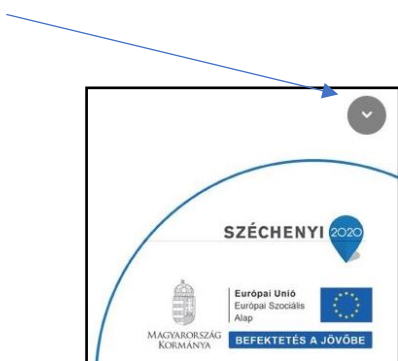 SZÉCHENYI 2020
Európai Unió
Európai Szociális
Alap
MAGYARORSZÁG
KORMÁNYA
BEFEKTETÉS A JÖVŐBE